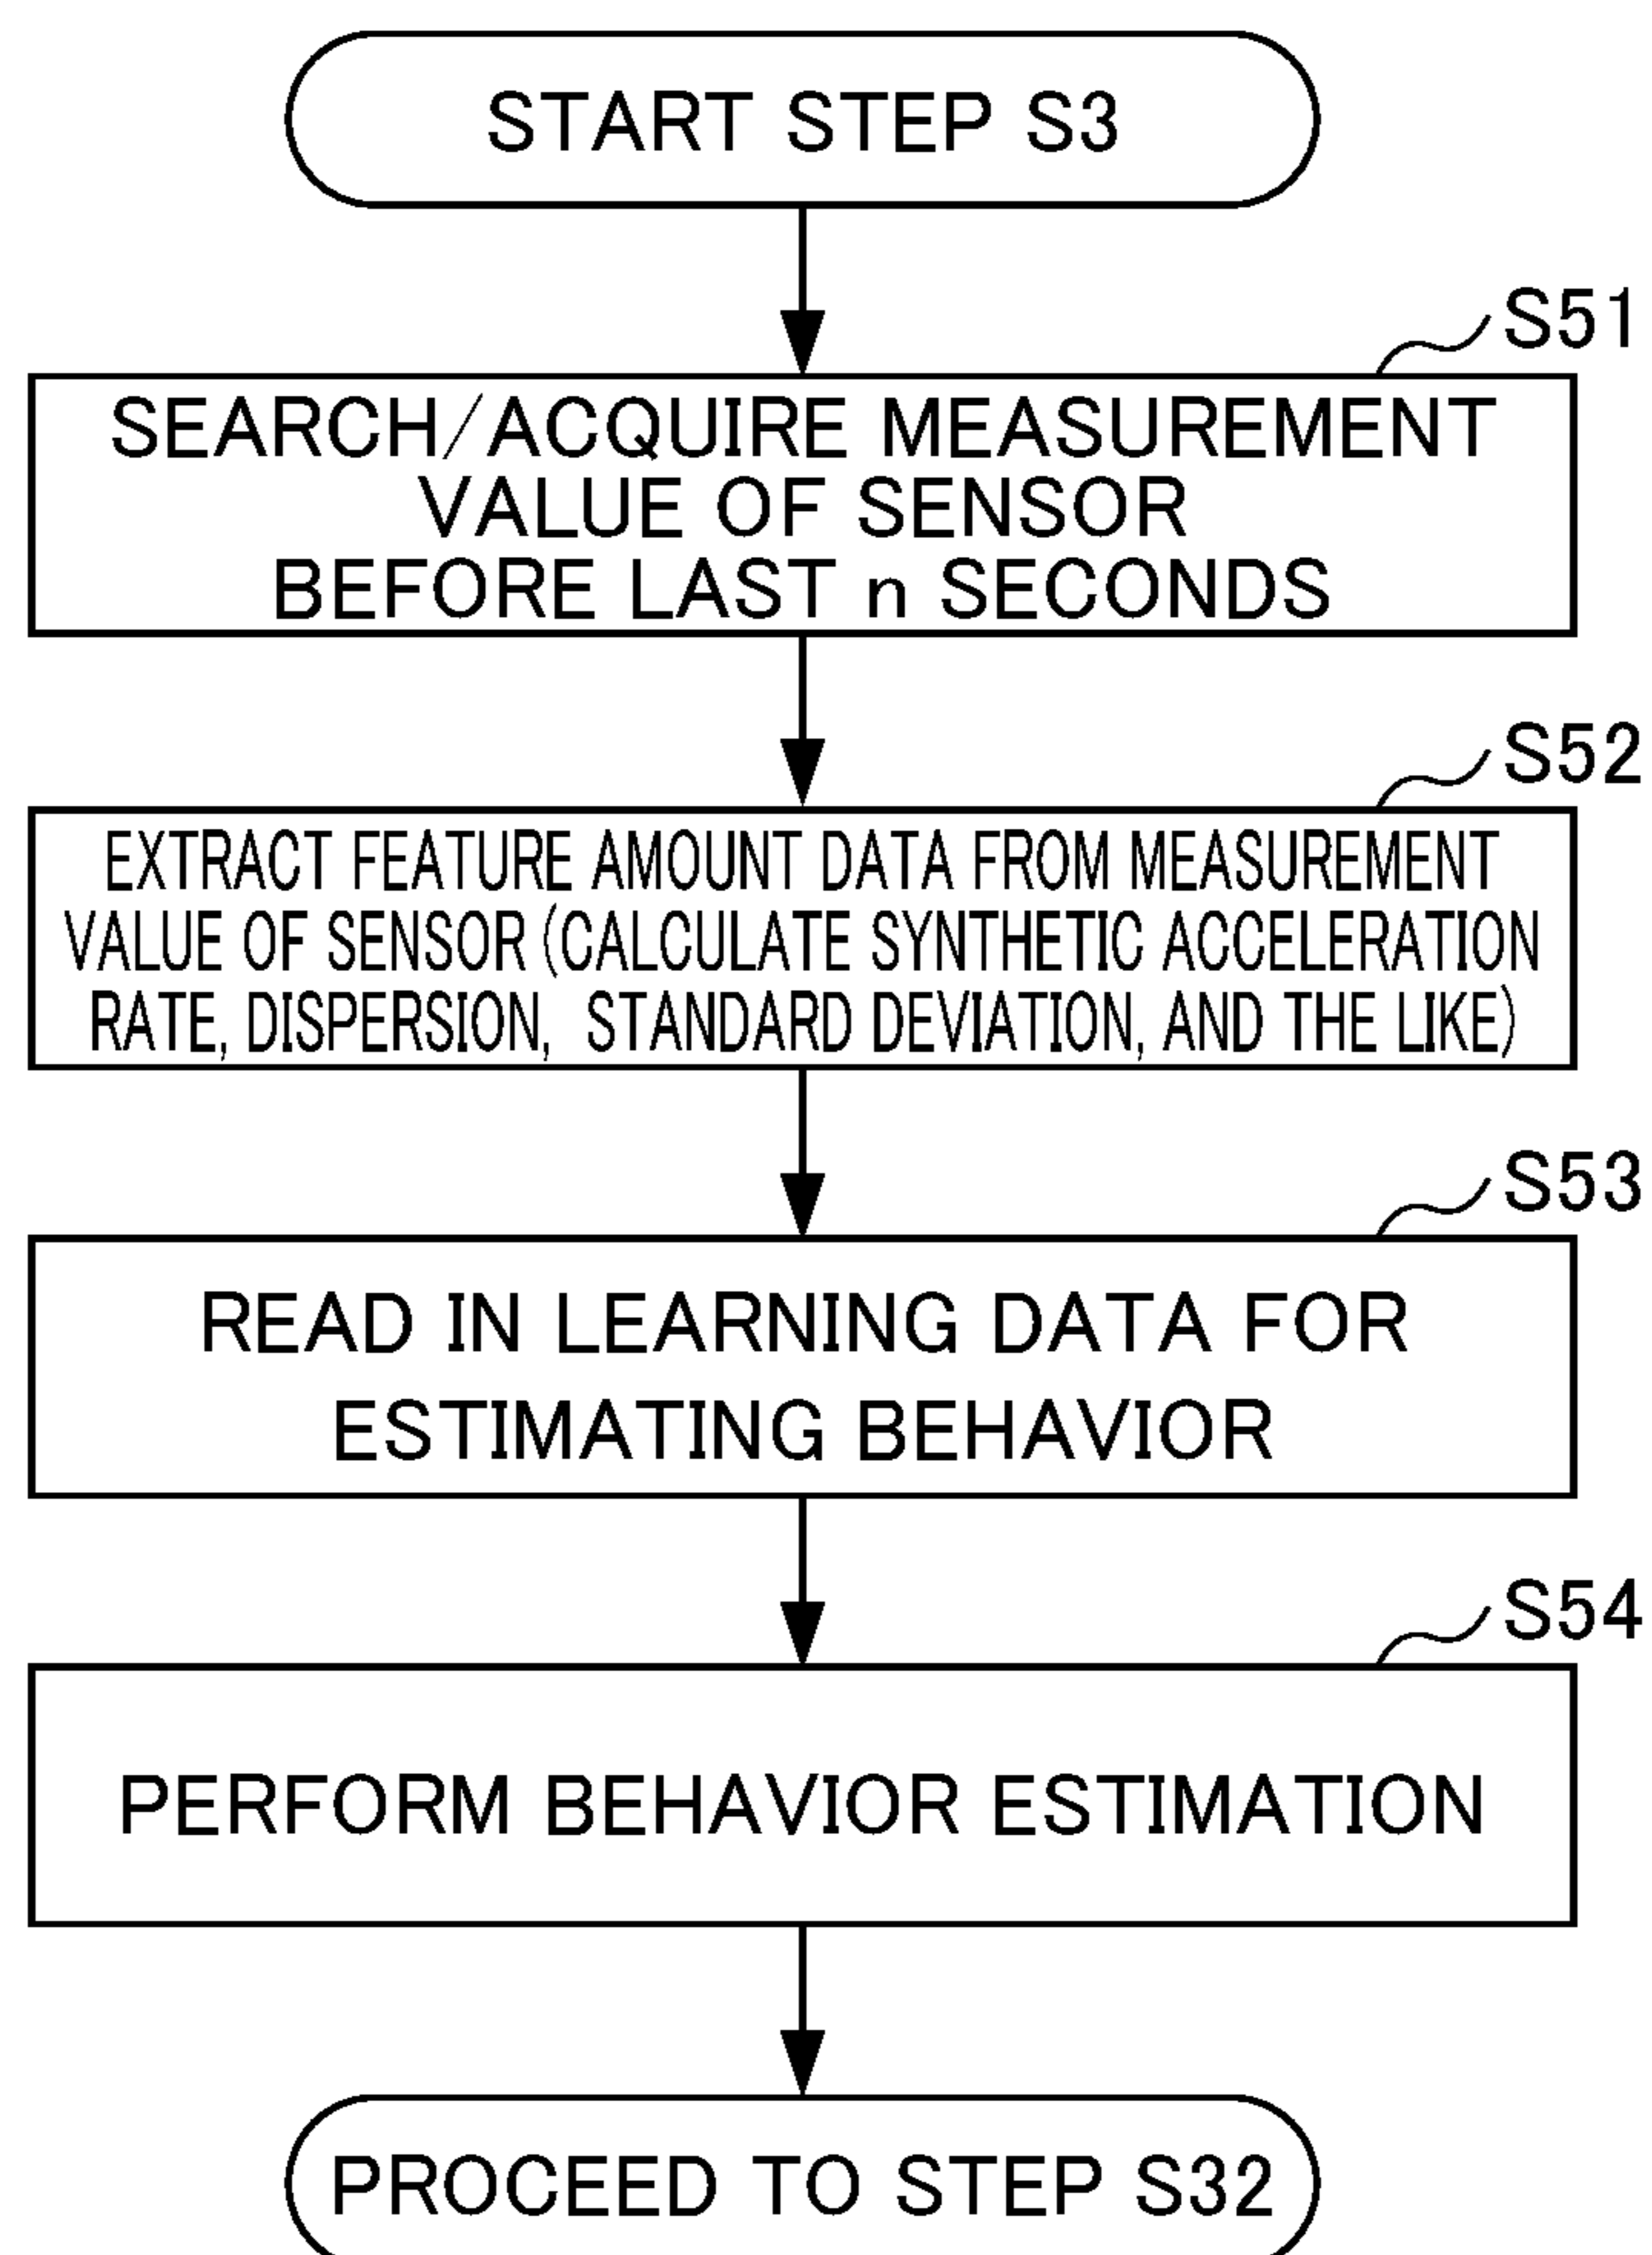 START STEP S3
S51
SEARCH/ACQUIRE MEASUREMENT
VALUE OF SENSOR
BEFORE LAST n SECONDS
S52
EXTRACT FEATURE AMOUNT DATA FROM MEASUREMENT
VALUE OF SENSOR (CALCULATE SYNTHETIC ACCELERATION
RATE, DISPERSION, STANDARD DEVIATION, AND THE LIKE)
S53
READ IN LEARNING DATA FOR
ESTIMATING BEHAVIOR
S54
PERFORM BEHAVIOR ESTIMATION
PROCEED TO STEP S32